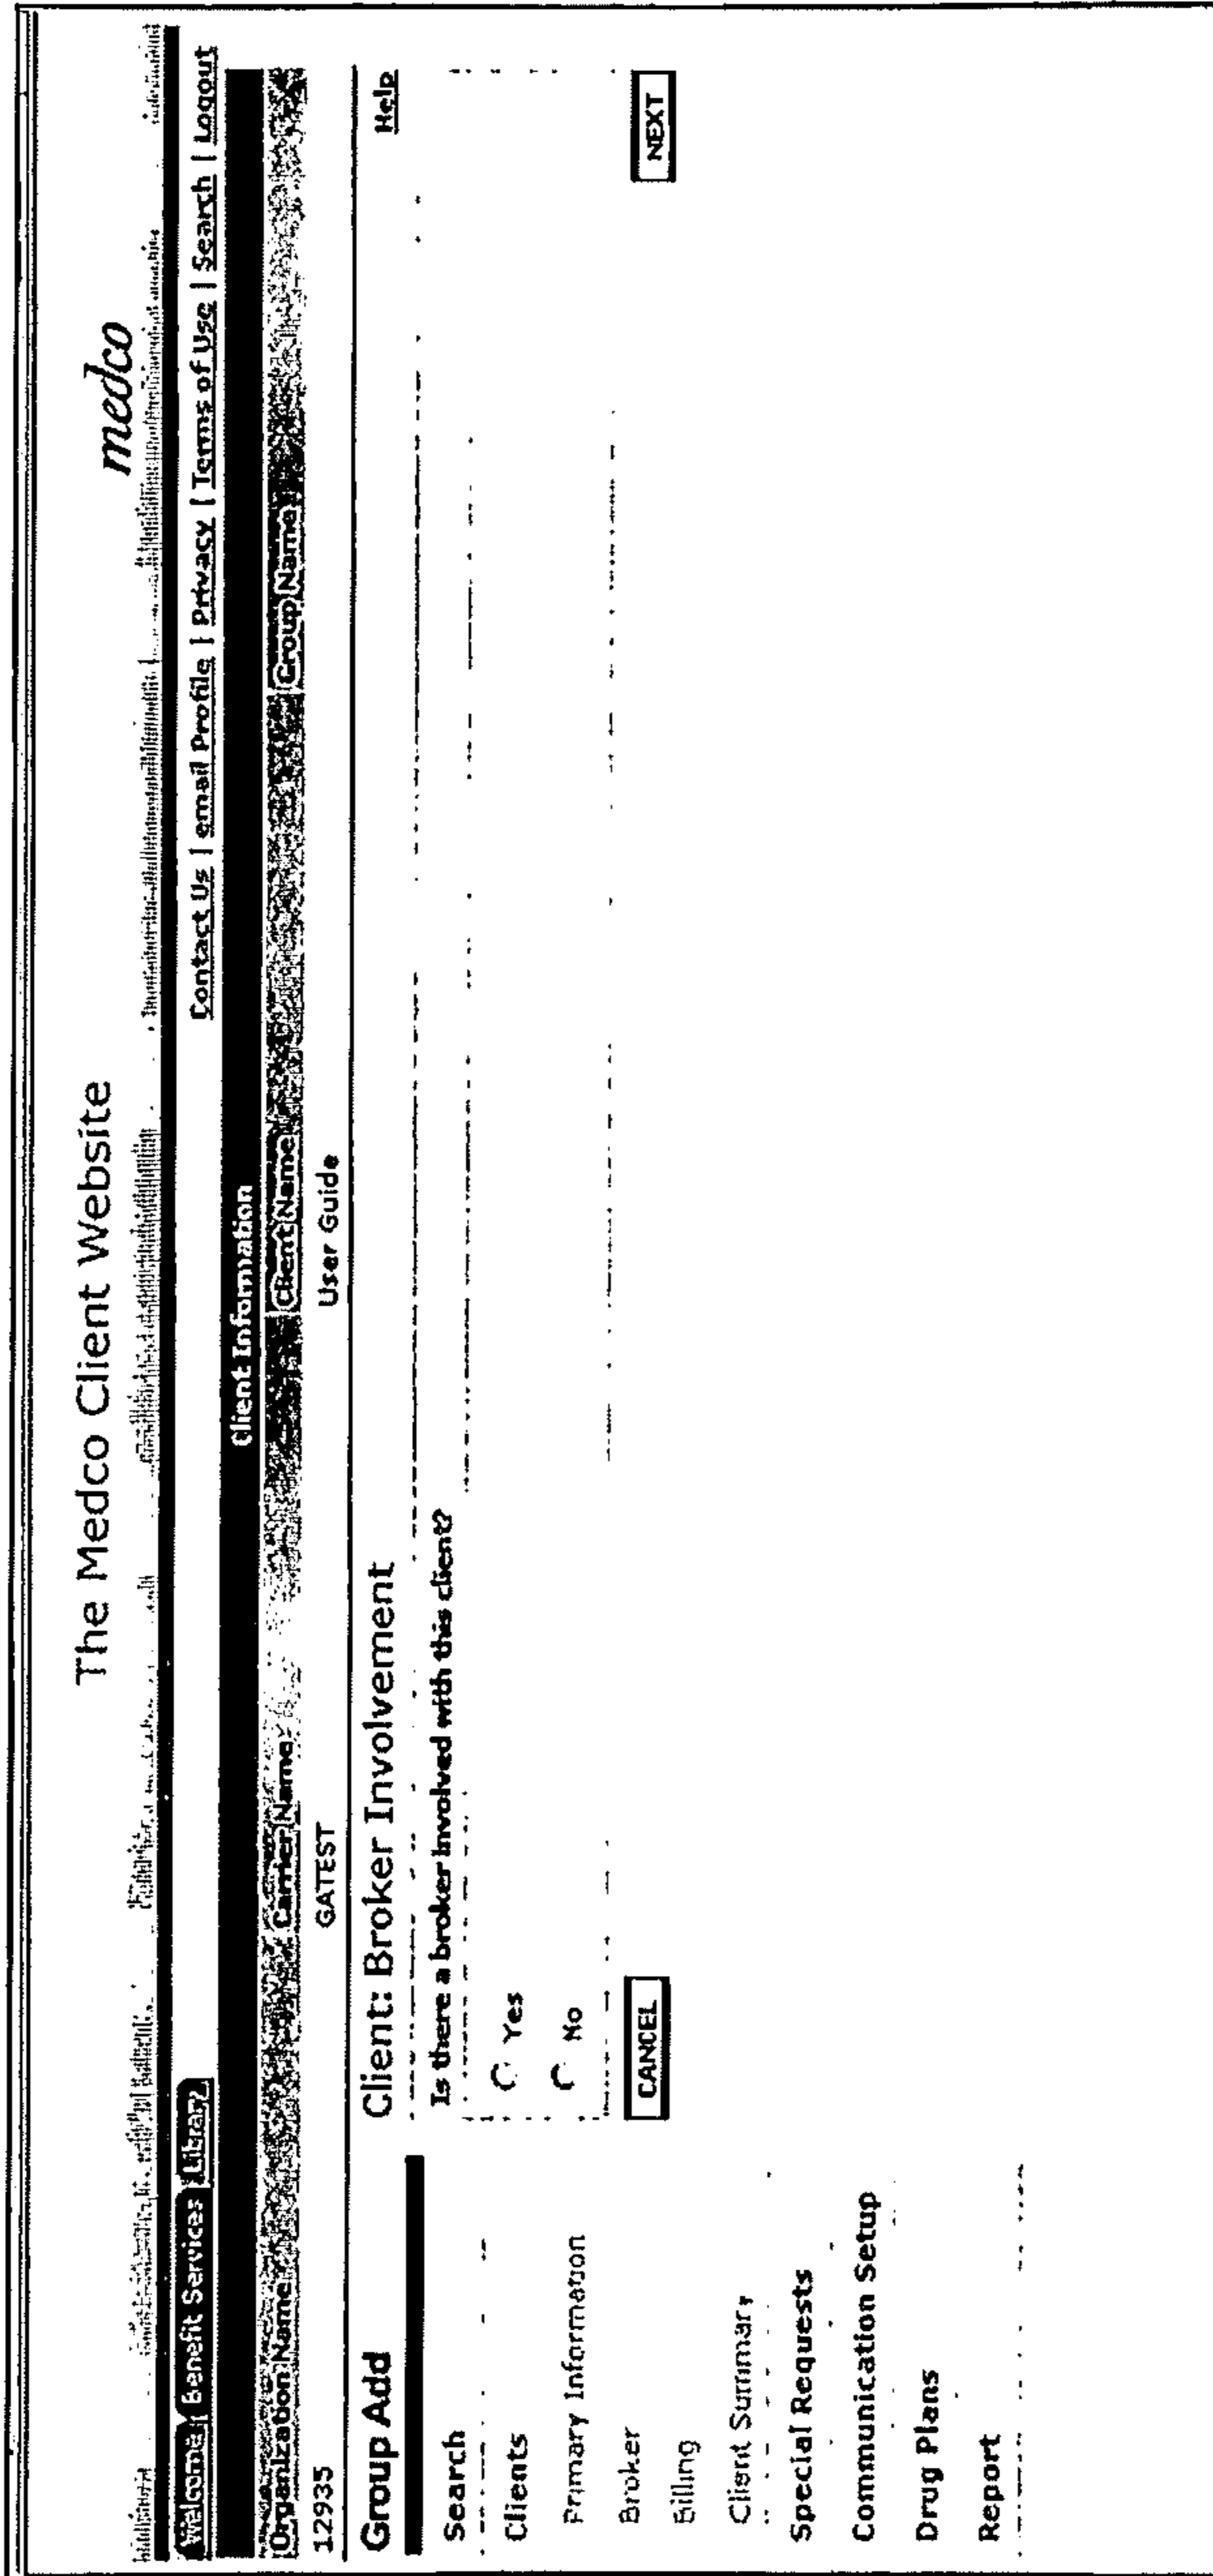 The Medco Client Website
medco
Welcome Benefit Services Library
Contact Us | email Profile | Privacy | Terms of Use | Search | Logout
Client Information
Organization Name Carrier Name Client Name Group Name
12935 GATEST User Guide
Group Add
Client: Broker Involvement Help
Search
Is there a broker involved with this client?
Clients
Yes
Primary Information
No
Broker
CANCEL NEXT
Billing
Client Summary
Special Requests
Communication Setup
Drug Plans
Report